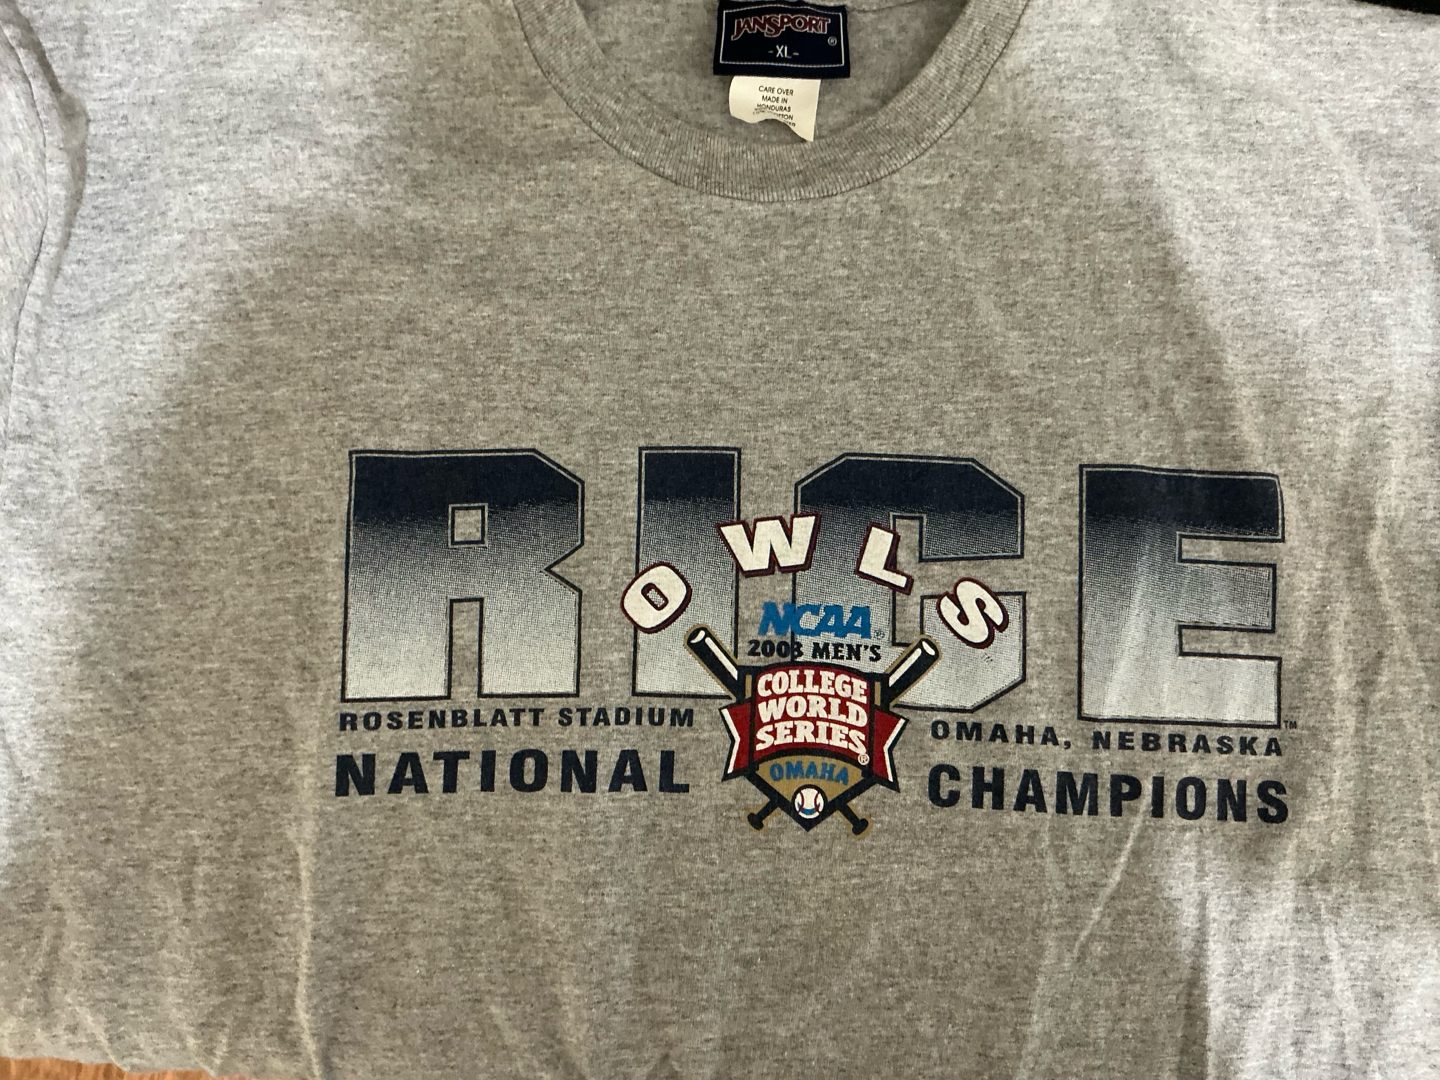 JANSPORT
®
-XL-
CARE OVER
MADE IN
HONDURAS
RICE
OWLS
NCAA®
2003 MEN'S
COLLEGE
WORLD
SERIES®
OMAHA
TM
ROSENBLATT STADIUM
OMAHA, NEBRASKA
NATIONAL
CHAMPIONS